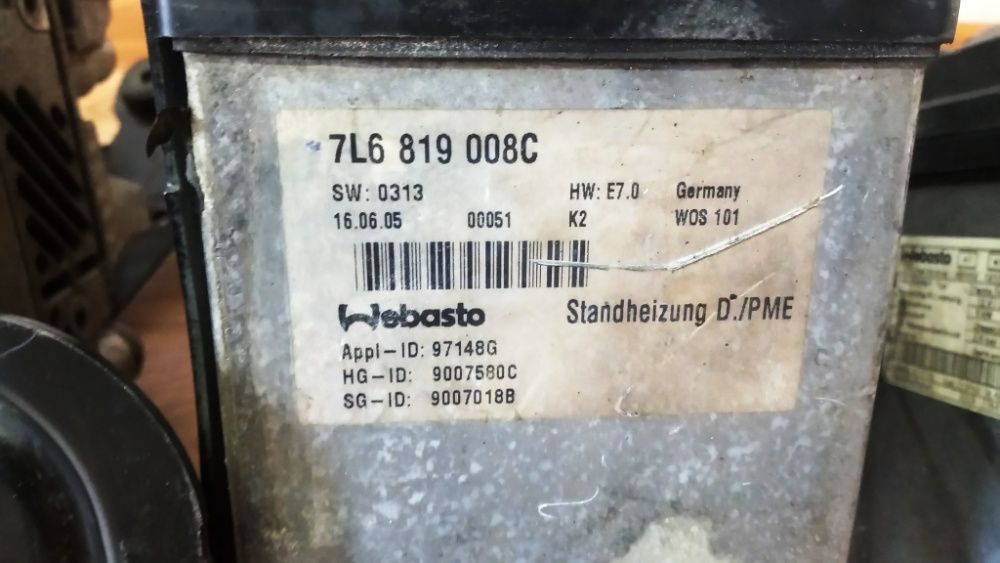 7L6 819 008C
SW: 0313 HW: E7.0 Germany
16.06.05 00051 K2 WOS 101
Webasto
Standheizung D./PME
Appl-ID: 97148G
HG-ID: 9007580C
SG-ID: 9007018B
Webasto